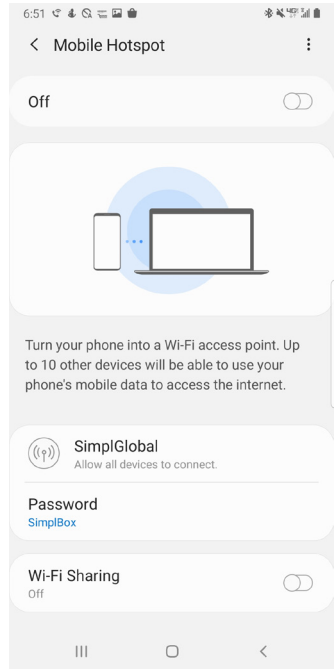 6:51
Mobile Hotspot
Off
Turn your phone into a Wi-Fi access point. Up
to 10 other devices will be able to use your
phone's mobile data to access the internet.
SimplGlobal
Allow all devices to connect.
Password
SimplBox
Wi-Fi Sharing
Off